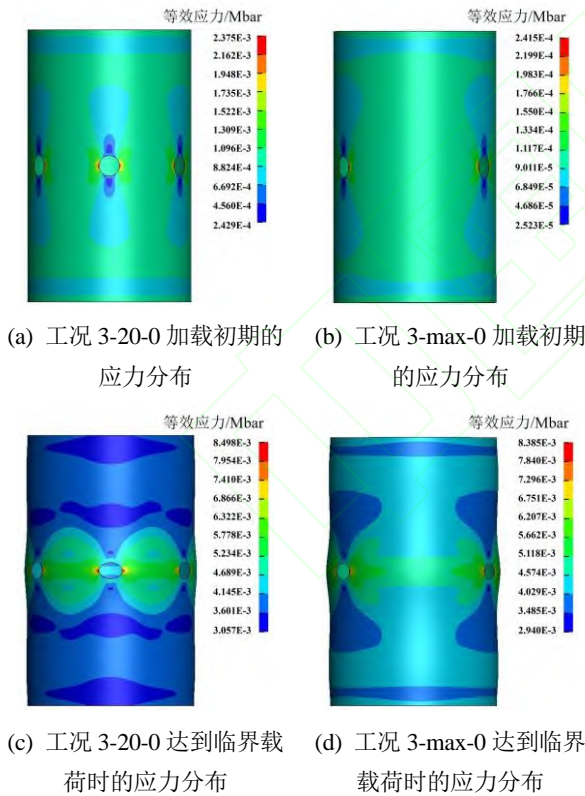 等效应力/Mbar
2.375E-3
2.162E-3
1.948E-3
1.735E-3
1.522E-3
1.309E-3
1.096E-3
8.824E-4
6.692E-4
4.560E-4
2.429E-4
等效应力/Mbar
2.415E-4
2.199E-4
1.983E-4
1.766E-4
1.550E-4
1.334E-4
1.117E-4
9.011E-5
6.849E-5
4.686E-5
2.523E-5
(a) 工况 3-20-0 加载初期的
应力分布
(b) 工况 3-max-0 加载初期
的应力分布
等效应力/Mbar
8.498E-3
7.954E-3
7.410E-3
6.866E-3
6.322E-3
5.778E-3
5.234E-3
4.689E-3
4.145E-3
3.601E-3
3.057E-3
等效应力/Mbar
8.385E-3
7.840E-3
7.296E-3
6.751E-3
6.207E-3
5.662E-3
5.118E-3
4.574E-3
4.029E-3
3.485E-3
2.940E-3
(c) 工况 3-20-0 达到临界载
荷时的应力分布
(d) 工况 3-max-0 达到临界
载荷时的应力分布